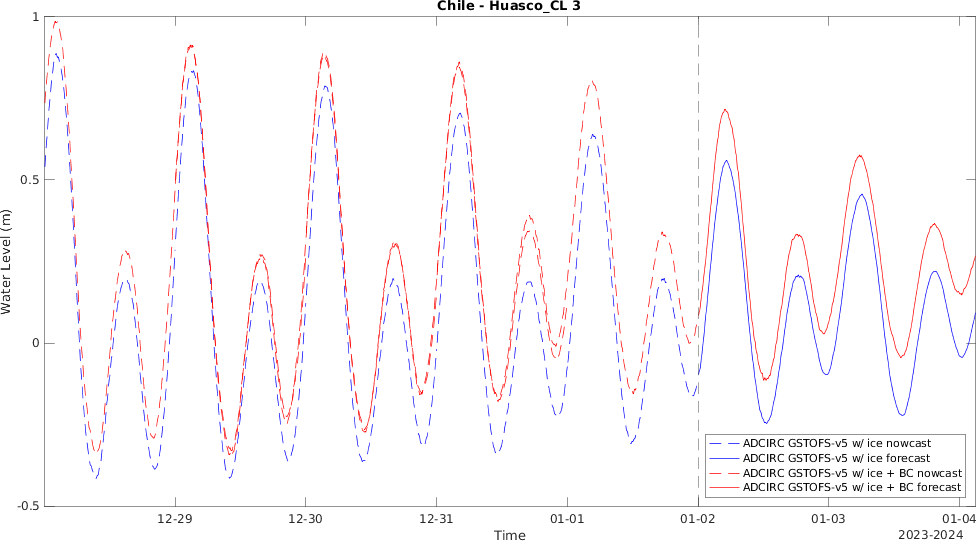 Chile - Huasco_CL 3
1
0.5
0
-0.5
Water Level (m)
12-29
12-30
12-31
01-01
01-02
01-03
01-04
Time
2023-2024
ADCIRC GSTOFS-v5 w/ ice nowcast
ADCIRC GSTOFS-v5 w/ ice forecast
ADCIRC GSTOFS-v5 w/ ice + BC nowcast
ADCIRC GSTOFS-v5 w/ ice + BC forecast